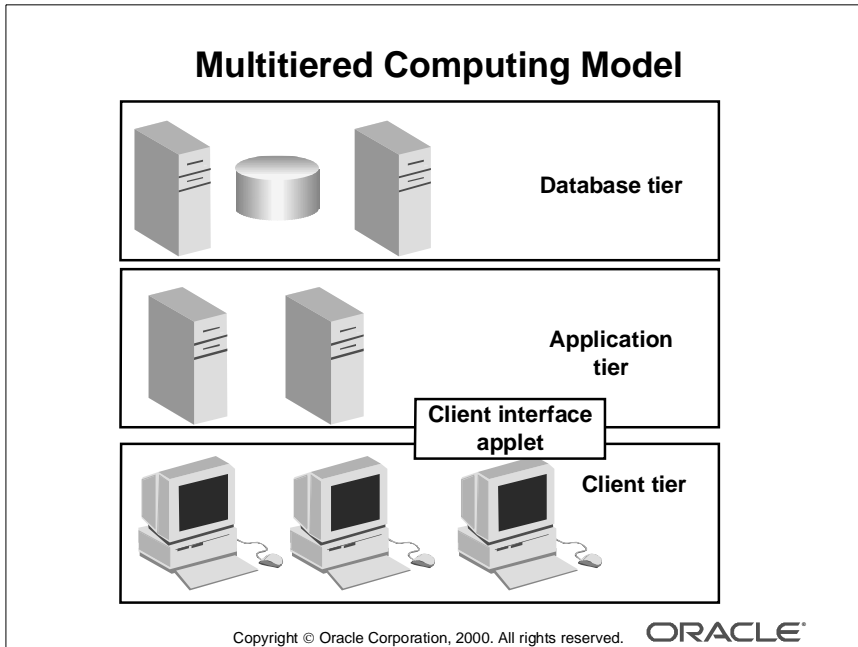 Multitiered Computing Model
Database tier
Application
tier
Client interface
applet
Client tier
Copyright © Oracle Corporation, 2000. All rights reserved.
ORACLE®